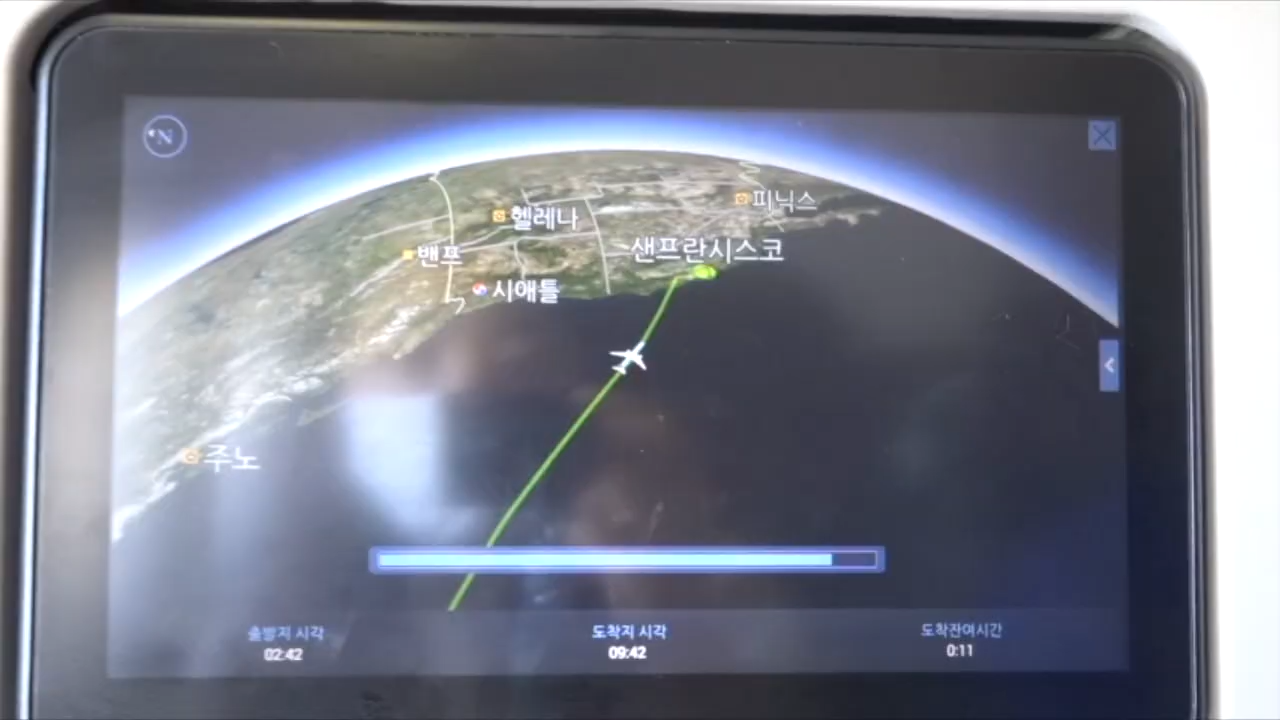 N
피닉스
헬레나
샌프란시스코
밴프
시애틀
주노
출발지 시각
02:42
도착지 시각
09:42
도착잔여시간
0:11